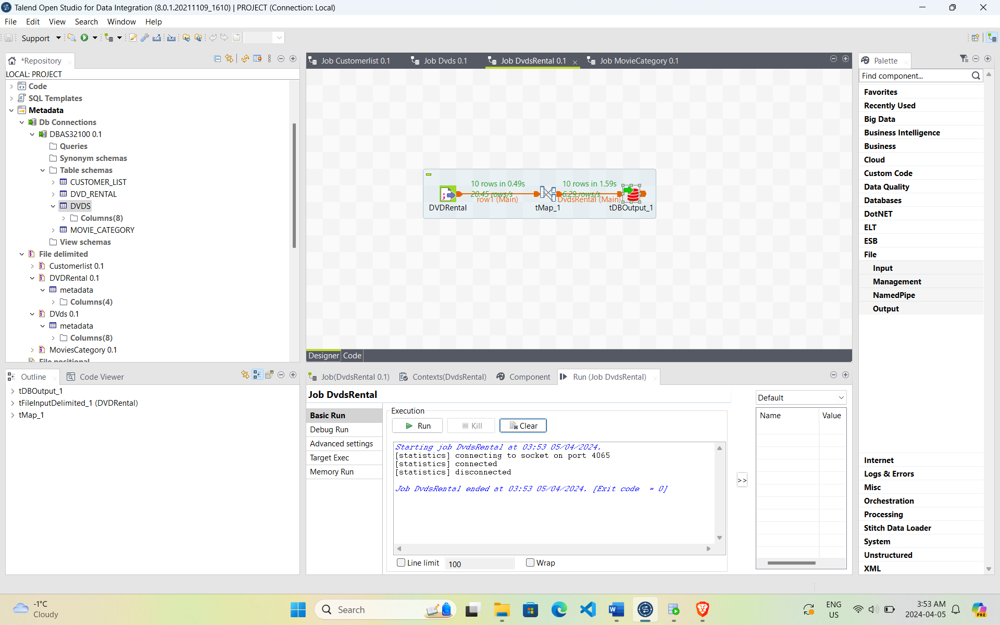 Talend Open Studio for Data Integration (8.0.1.20211109_1610) | PROJECT (Connection: Local)
File Edit View Search Window Help
Support
*Repository
LOCAL: PROJECT
Code
SQL Templates
Metadata
Db Connections
DBAS32100 0.1
Queries
Synonym schemas
Table schemas
CUSTOMER_LIST
DVD_RENTAL
DVDS
Columns(8)
MOVIE_CATEGORY
View schemas
File delimited
Customerlist 0.1
DVDRental 0.1
metadata
Columns(4)
DVds 0.1
metadata
Columns(8)
MoviesCategory 0.1
File positional
Job Customerlist 0.1
Job Dvds 0.1
Job DvdsRental 0.1
Job MovieCategory 0.1
10 rows in 0.49s
20.45 rows/s
row1 (Main)
10 rows in 1.59s
6.29 rows/s
DvdsRental (Main)
DVDRental
tMap_1
tDBOutput_1
Designer
Code
Palette
Find component...
Favorites
Recently Used
Big Data
Business Intelligence
Business
Cloud
Custom Code
Data Quality
Databases
DotNET
ELT
ESB
File
Input
Management
NamedPipe
Output
Internet
Logs & Errors
Misc
Orchestration
Processing
Stitch Data Loader
System
Unstructured
XML
Outline
Code Viewer
tDBOutput_1
tFileInputDelimited_1 (DVDRental)
tMap_1
Job(DvdsRental 0.1)
Contexts(DvdsRental)
Component
Run (Job DvdsRental)
Job DvdsRental
Basic Run
Debug Run
Advanced settings
Target Exec
Memory Run
Execution
Run
Kill
Clear
Starting job DvdsRental at 03:53 05/04/2024.
[statistics] connecting to socket on port 4065
[statistics] connected
[statistics] disconnected
Job DvdsRental ended at 03:53 05/04/2024. [Exit code  = 0]
Line limit
100
Wrap
>>
Default
Name
Value
-1°C
Cloudy
Search
ENG
US
3:53 AM
2024-04-05
PRE